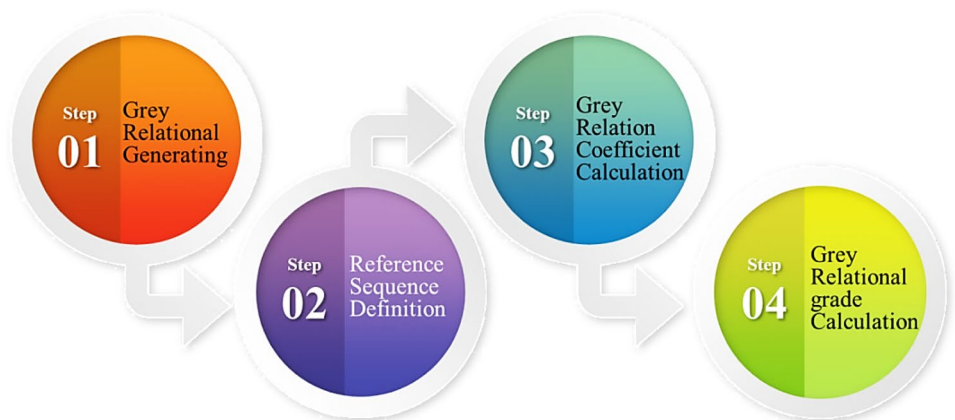 Step
01
Grey
Relational
Generating
Step
02
Reference
Sequence
Definition
Step
03
Grey
Relation
Coefficient
Calculation
Step
04
Grey
Relational
grade
Calculation